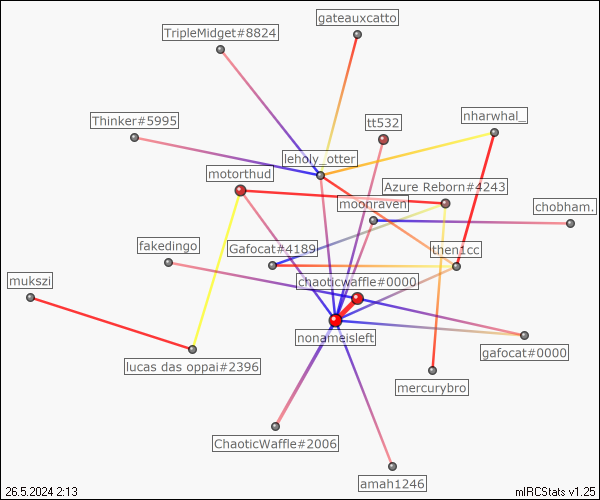 gateauxcatto
TripleMidget#8824
Thinker#5995
tt532
nharwhal_
leholy_otter
motorthud
Azure Reborn#4243
moonraven
chobham.
fakedingo
Gafocat#4189
then1cc
mukszi
chaoticwaffle#0000
nonameisleft
gafocat#0000
lucas das oppai#2396
mercurybro
ChaoticWaffle#2006
amah1246
26.5.2024 2:13
mIRCStats v1.25